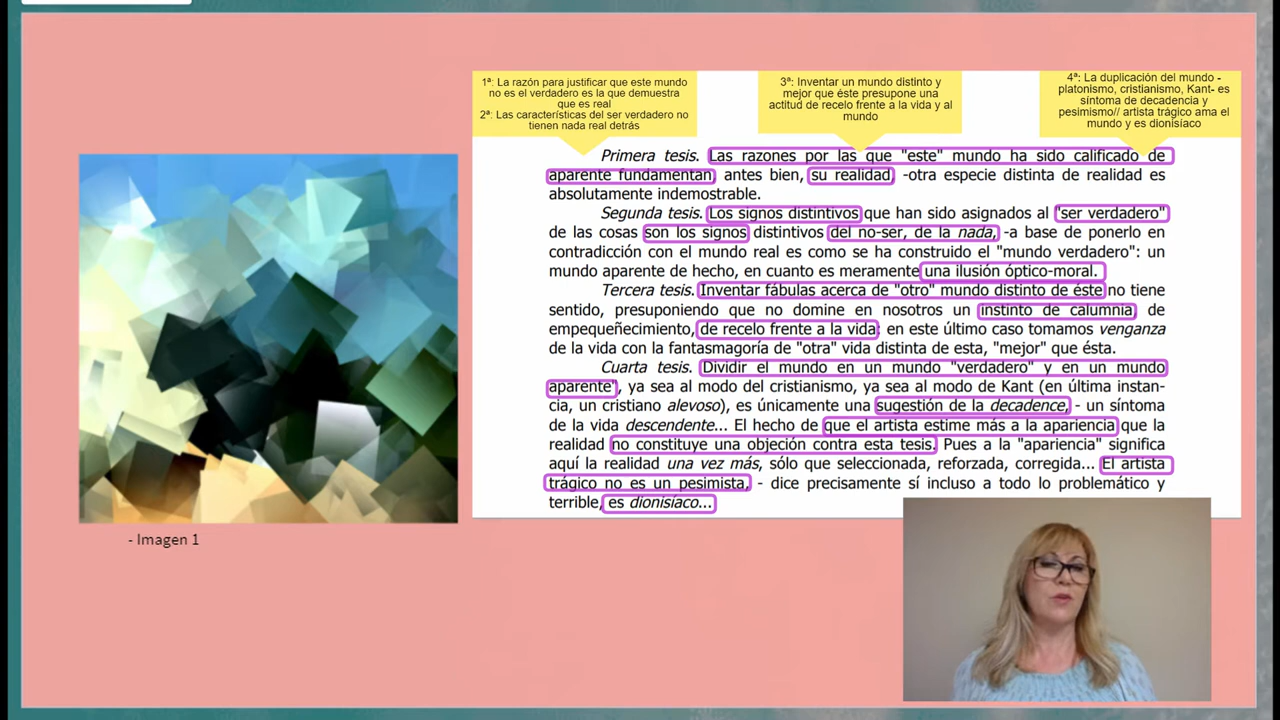 1ª: La razón para justificar que este mundo
no es el verdadero es la que demuestra
que es real
2ª: Las características del ser verdadero no
tienen nada real detrás
3ª: Inventar un mundo distinto y
mejor que éste presupone una
actitud de recelo frente a la vida y al
mundo
4ª: La duplicación del mundo -
platonismo, cristianismo, Kant- es
síntoma de decadencia y
pesimismo// artista trágico ama el
mundo y es dionisíaco
Primera tesis. Las razones por las que "este" mundo ha sido calificado de
aparente fundamentan, antes bien, su realidad, -otra especie distinta de realidad es
absolutamente indemostrable.
Segunda tesis. Los signos distintivos que han sido asignados al "ser verdadero"
de las cosas son los signos distintivos del no-ser, de la nada, -a base de ponerlo en
contradicción con el mundo real es como se ha construido el "mundo verdadero": un
mundo aparente de hecho, en cuanto es meramente una ilusión óptico-moral.
Tercera tesis. Inventar fábulas acerca de "otro" mundo distinto de éste no tiene
sentido, presuponiendo que no domine en nosotros un instinto de calumnia, de
empequeñecimiento, de recelo frente a la vida: en este último caso tomamos venganza
de la vida con la fantasmagoría de "otra" vida distinta de esta, "mejor" que ésta.
Cuarta tesis. Dividir el mundo en un mundo "verdadero" y en un mundo
aparente", ya sea al modo del cristianismo, ya sea al modo de Kant (en última instan-
cia, un cristiano alevoso), es únicamente una sugestión de la decadence, - un síntoma
de la vida descendente... El hecho de que el artista estime más a la apariencia que la
realidad no constituye una objeción contra esta tesis. Pues a la "apariencia" significa
aquí la realidad una vez más, sólo que seleccionada, reforzada, corregida... El artista
trágico no es un pesimista, - dice precisamente sí incluso a todo lo problemático y
terrible, es dionisíaco...
- Imagen 1